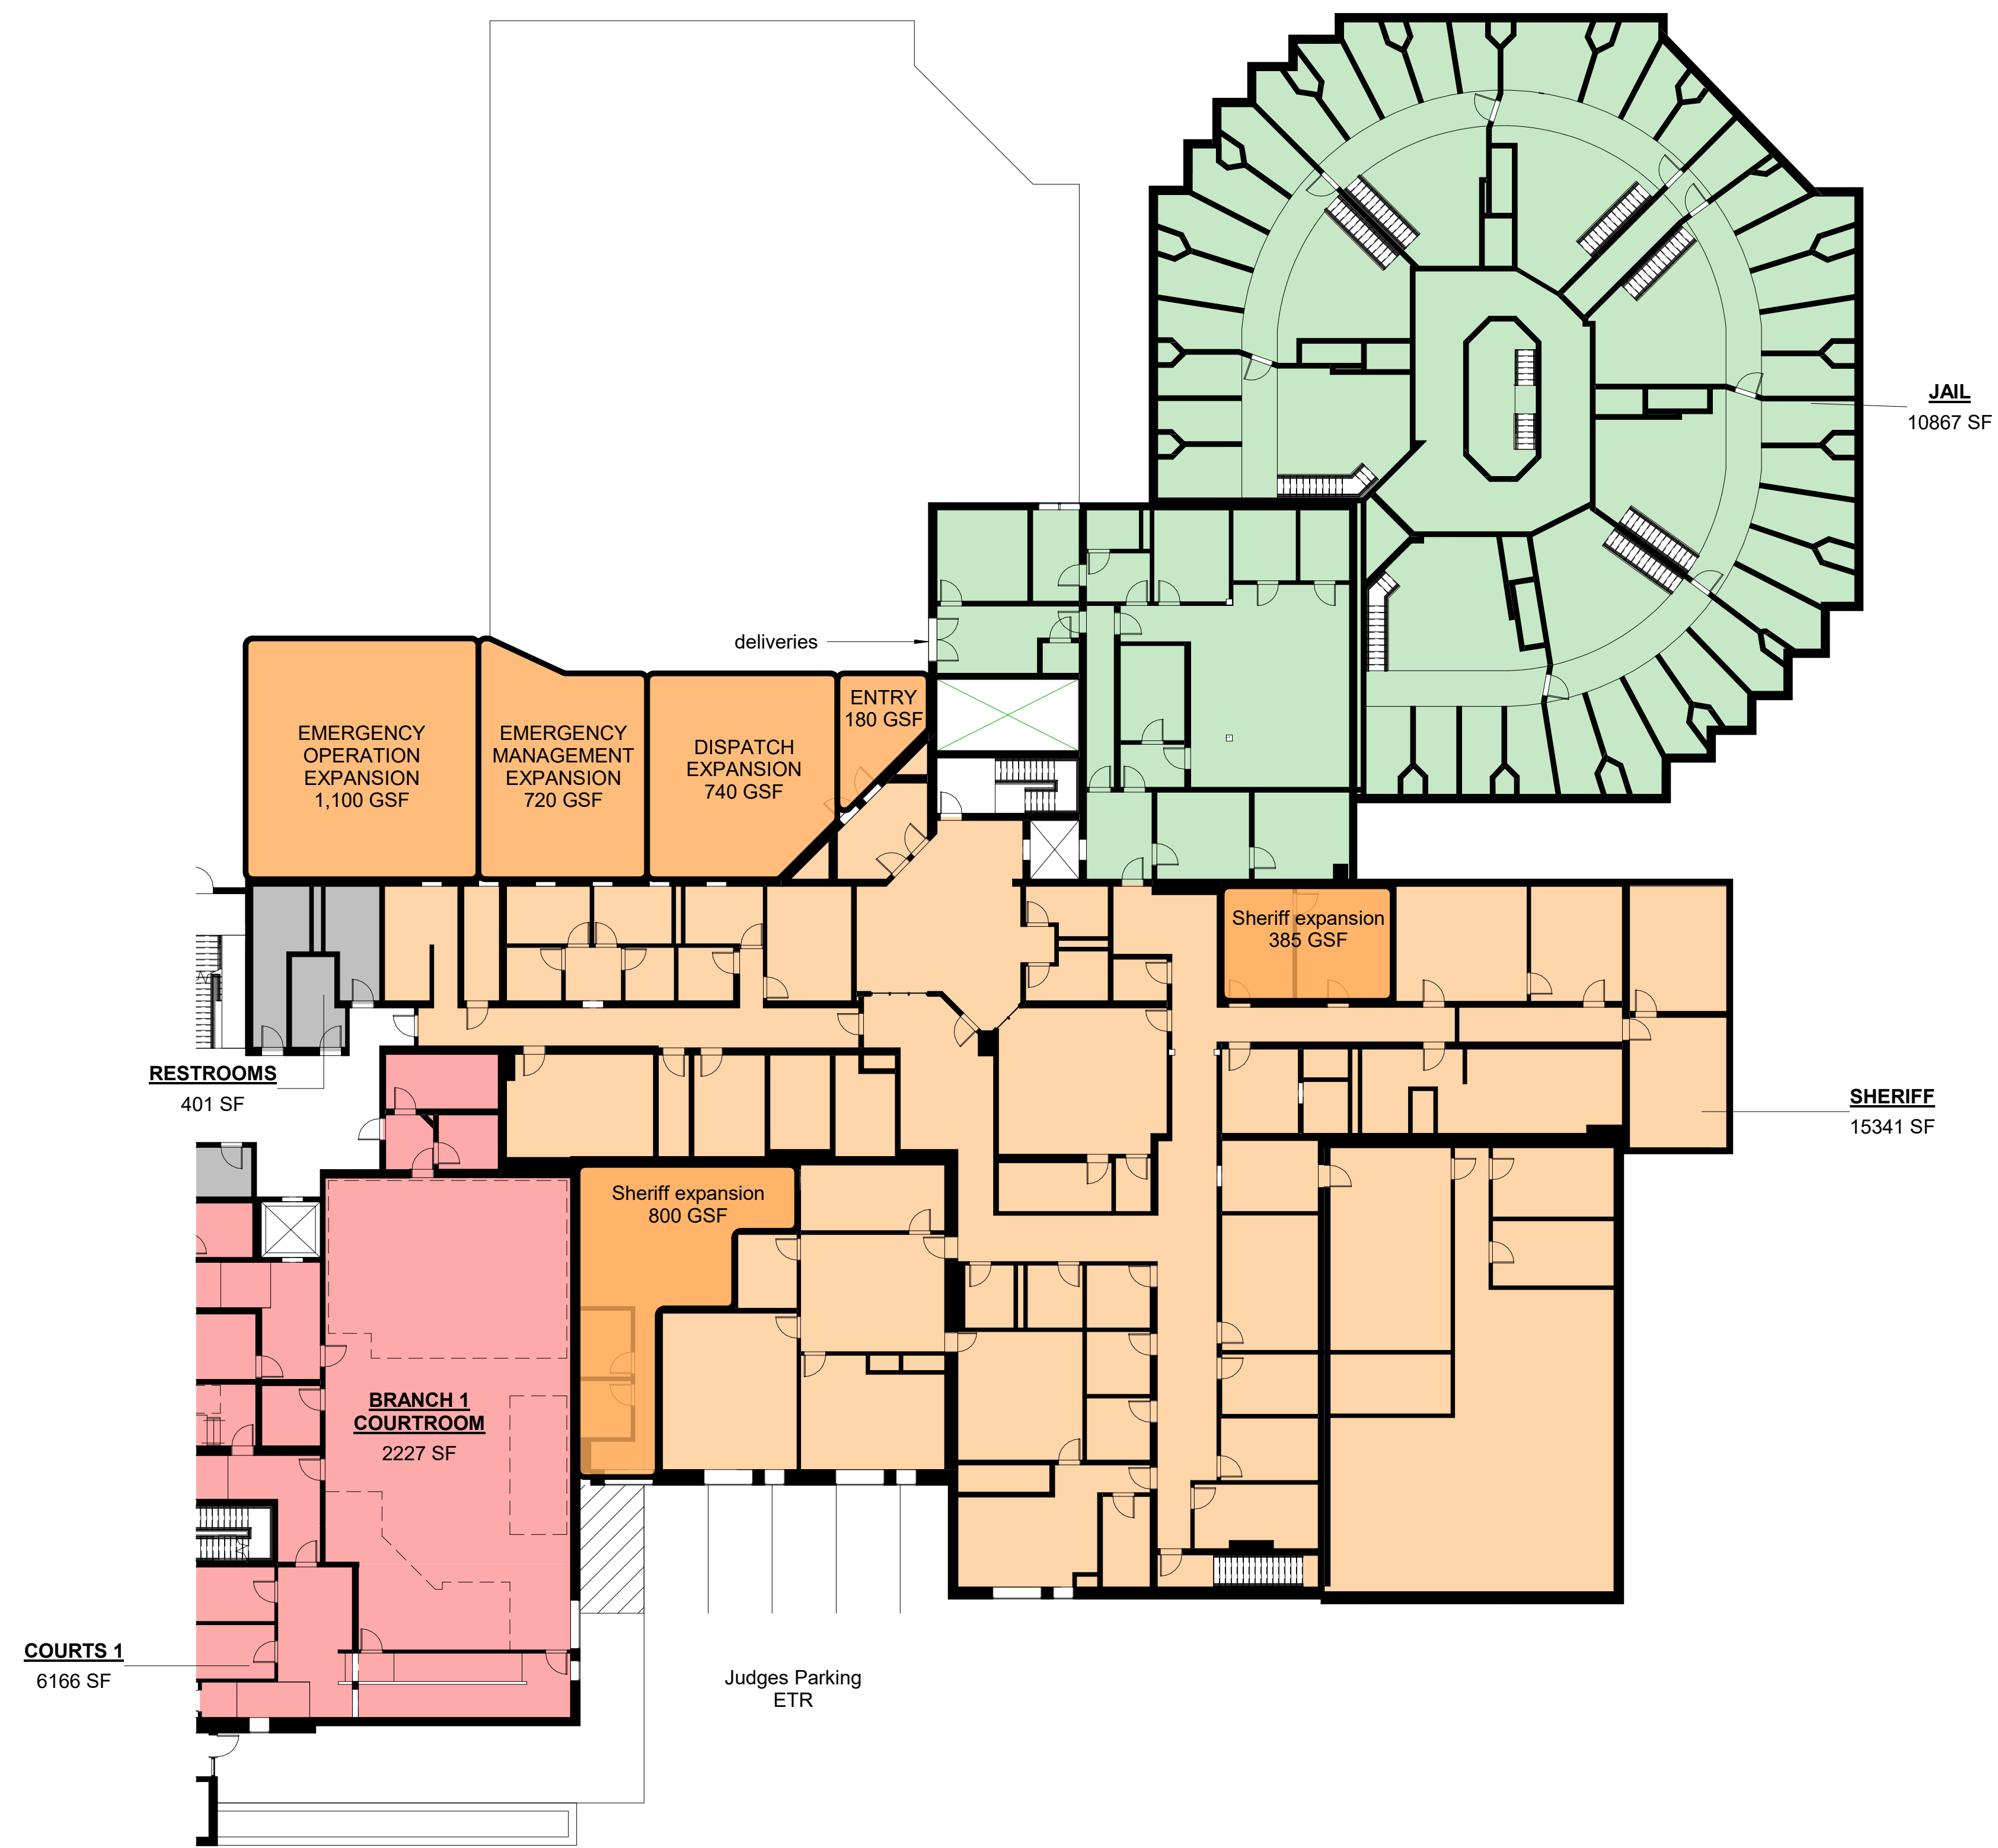 JAIL
10867 SF
deliveries
EMERGENCY
OPERATION
EXPANSION
1,100 GSF
EMERGENCY
MANAGEMENT
EXPANSION
720 GSF
DISPATCH
EXPANSION
740 GSF
ENTRY
180 GSF
Sheriff expansion
385 GSF
RESTROOMS
401 SF
SHERIFF
15341 SF
Sheriff expansion
800 GSF
BRANCH 1
COURTROOM
2227 SF
COURTS 1
6166 SF
Judges Parking
ETR